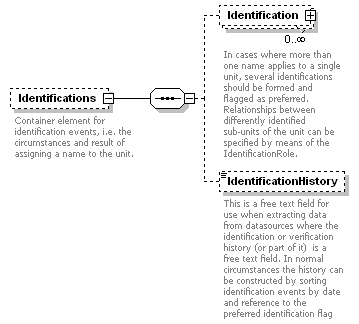 Identification
0..∞
In cases where more than
one name applies to a single
unit, several identifications
should be formed and
flagged as preferred.
Relationships between
differently identified
sub-units of the unit can be
specified by means of the
IdentificationRole.
Identifications
Container element for
identification events, i.e. the
circumstances and result of
assigning a name to the unit.
IdentificationHistory
This is a free text field for
use when extracting data
from datasources where the
identification or verification
history (or part of it)  is a
free text field. In normal
circumstances the history can
be constructed by sorting
identification events by date
and reference to the
preferred identification flag